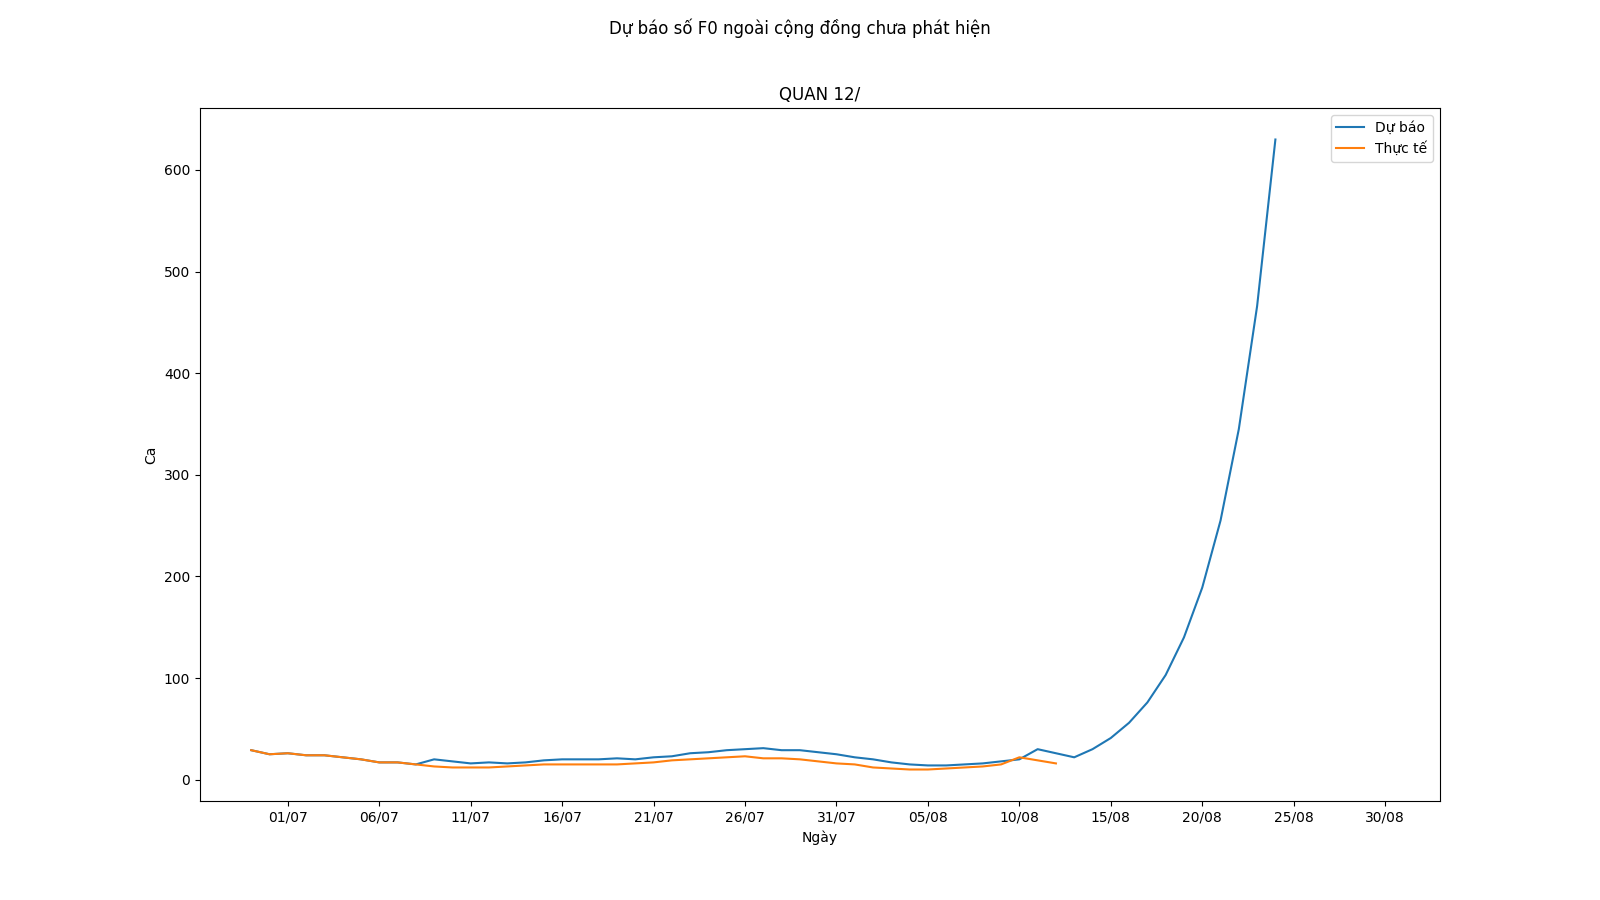 Dự báo số F0 ngoài cộng đồng chưa phát hiện
QUAN 12/
Dự báo
Thực tế
600
500
400
300
200
100
0
Ca
01/07 06/07 11/07 16/07 21/07 26/07 31/07 05/08 10/08 15/08 20/08 25/08 30/08
Ngày